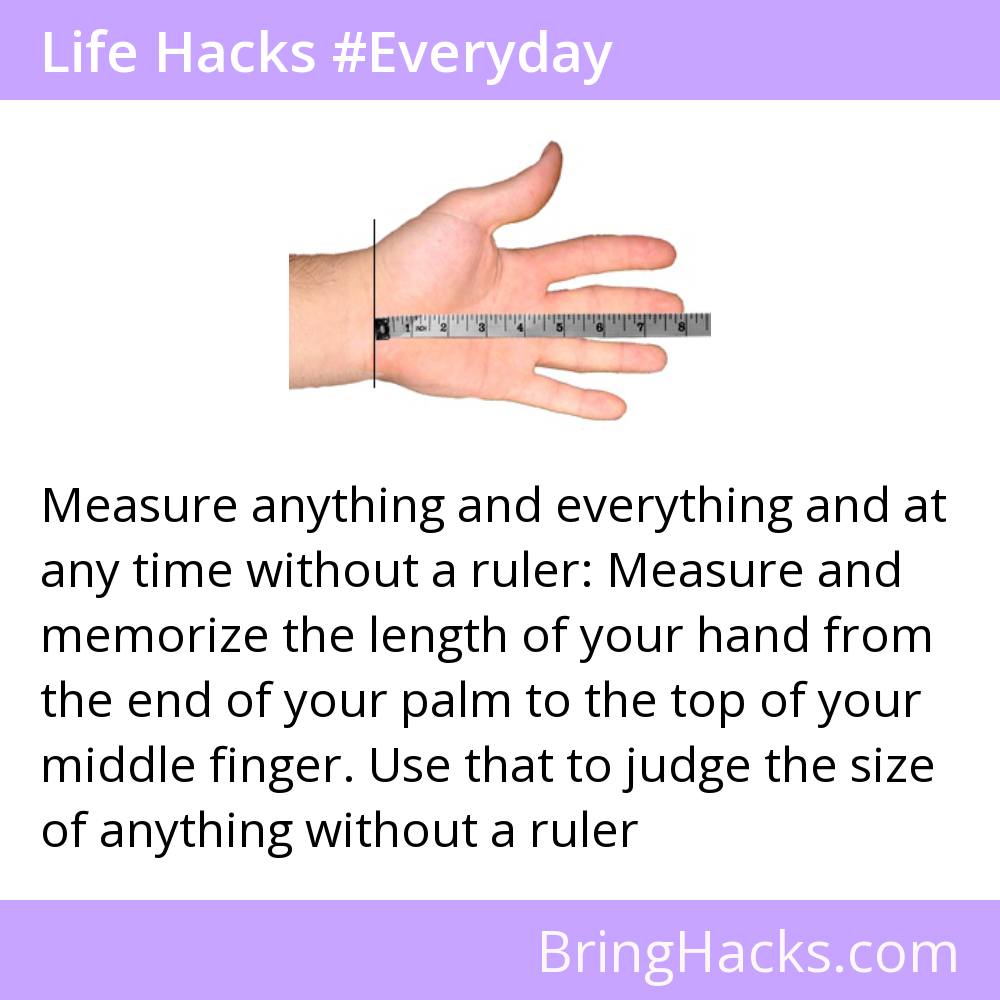 Life Hacks #Everyday
1 INCH 2 3 4 5 6 7 8
Measure anything and everything and at
any time without a ruler: Measure and
memorize the length of your hand from
the end of your palm to the top of your
middle finger. Use that to judge the size
of anything without a ruler
BringHacks.com